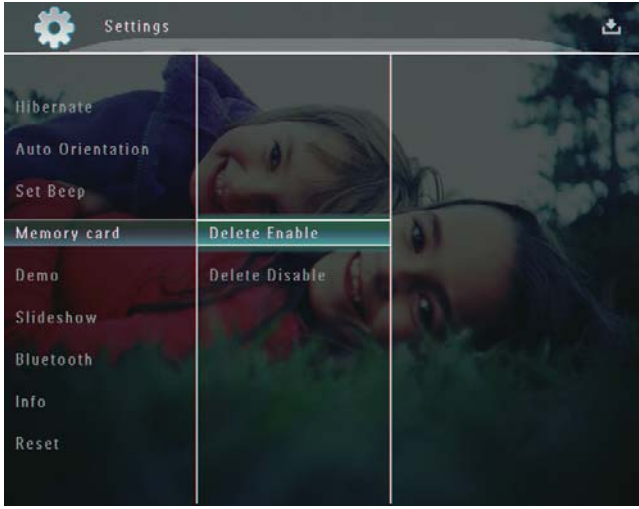 Settings
Hibernate
Auto Orientation
Set Beep
Memory card
Delete Enable
Demo
Delete Disable
Slideshow
Bluetooth
Info
Reset